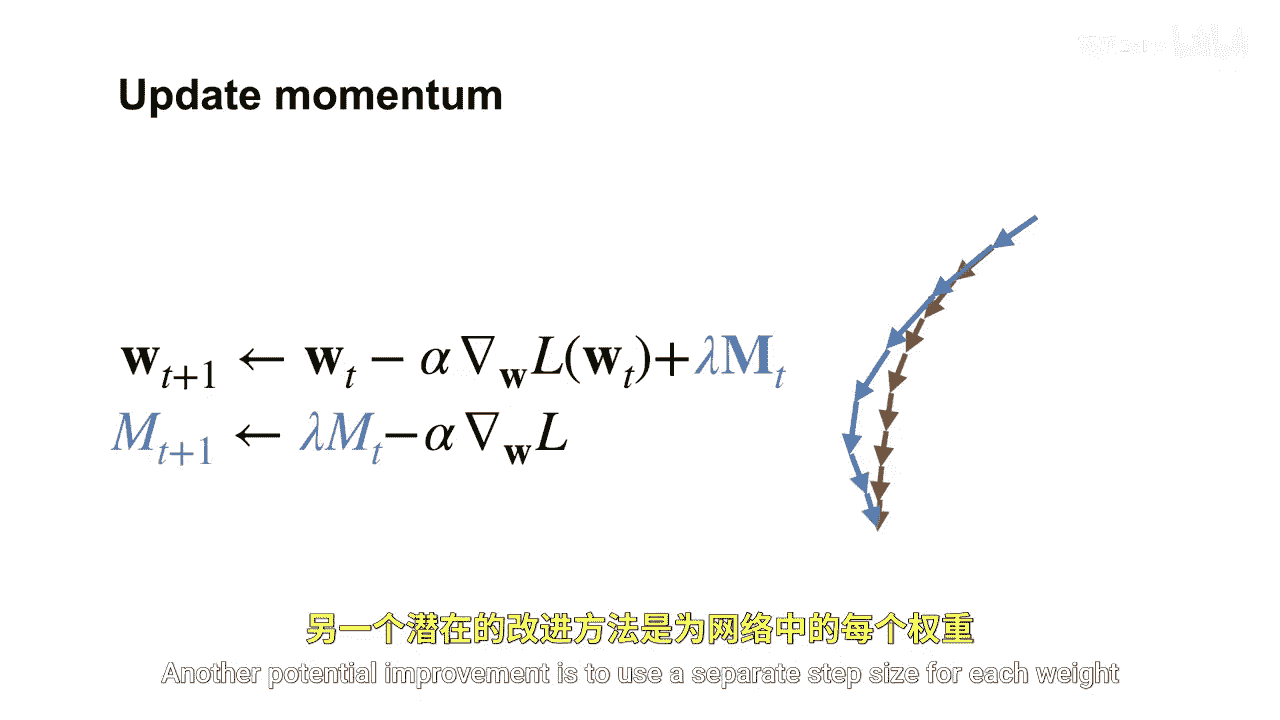 Update momentum
𝐰ₜ₊₁ ← 𝐰ₜ − α ∇𝐰 L(𝐰ₜ) + λ𝐌ₜ
Mₜ₊₁ ← λMₜ − α ∇𝐰 L
另一个潜在的改进方法是为网络中的每个权重
Another potential improvement is to use a separate step size for each weight